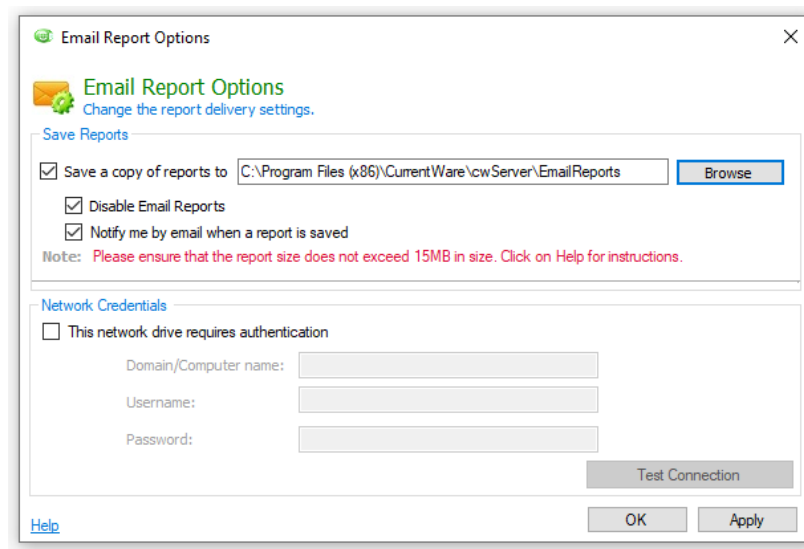 Email Report Options
Email Report Options
Change the report delivery settings.
Save Reports
Save a copy of reports to C:\Program Files (x86)\CurrentWare\cwServer\EmailReports Browse
Disable Email Reports
Notify me by email when a report is saved
Note: Please ensure that the report size does not exceed 15MB in size. Click on Help for instructions.
Network Credentials
This network drive requires authentication
Domain/Computer name:
Username:
Password:
Test Connection
Help OK Apply